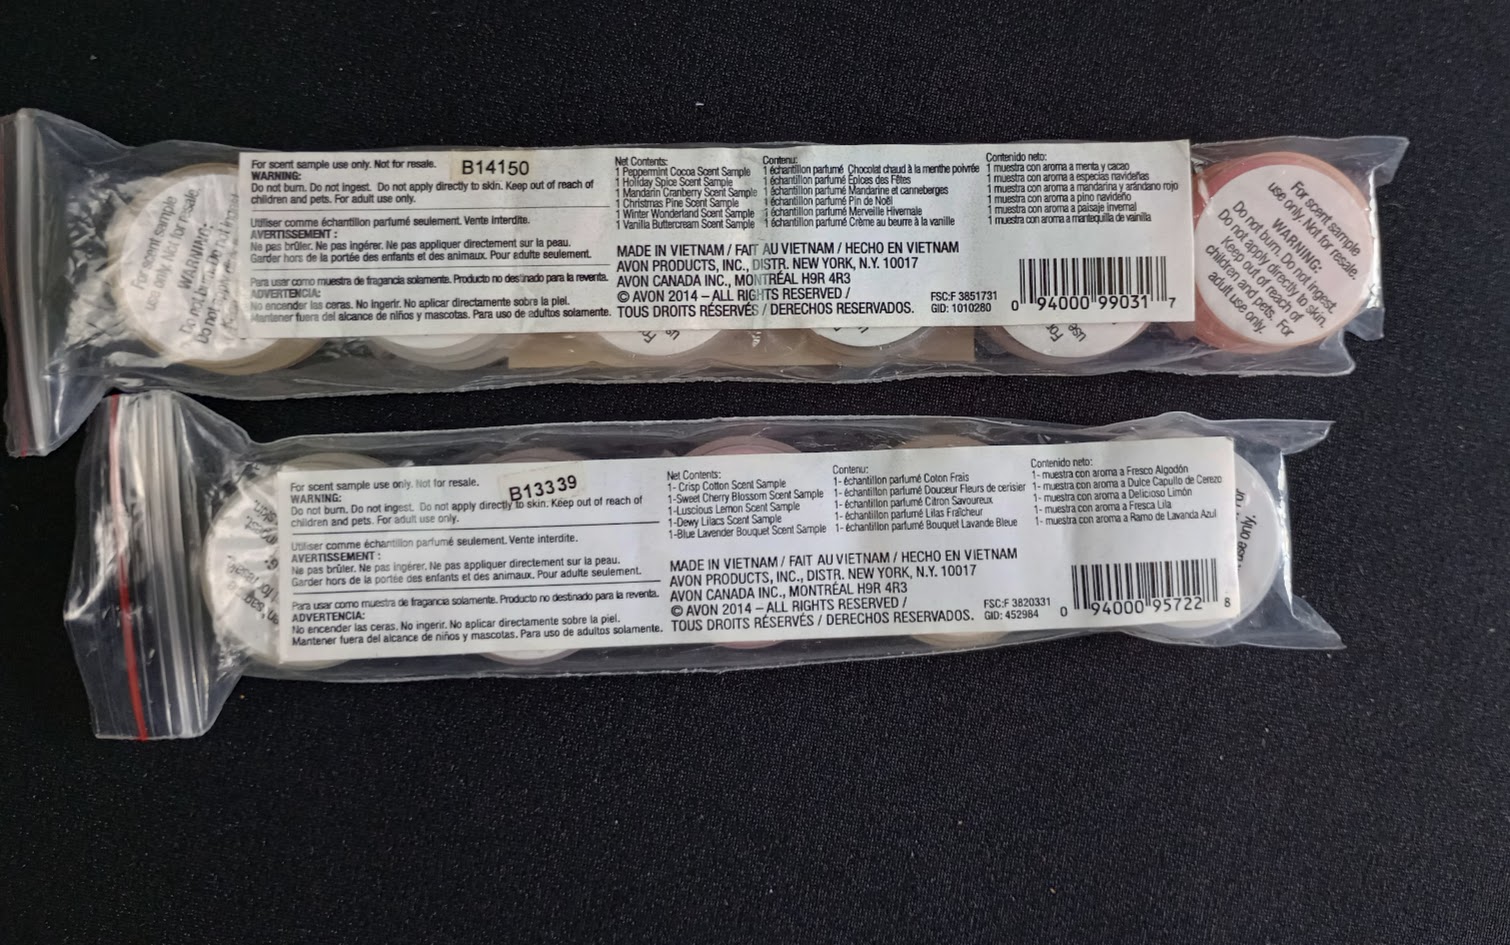 For scent sample use only. Not for resale.
B14150
WARNING:
Do not burn. Do not ingest. Do not apply directly to skin. Keep out of reach of
children and pets. For adult use only.
Utiliser comme échantillon parfumé seulement. Vente interdite.
AVERTISSEMENT :
Ne pas brûler. Ne pas ingérer. Ne pas appliquer directement sur la peau.
Garder hors de la portée des enfants et des animaux. Pour adulte seulement.
Para usar como muestra de fragancia solamente. Producto no destinado para la reventa.
ADVERTENCIA:
No encender las ceras. No ingerir. No aplicar directamente sobre la piel.
Mantener fuera del alcance de niños y mascotas. Para uso de adultos solamente.
Net Contents:
1 Peppermint Cocoa Scent Sample
1 Holiday Spice Scent Sample
1 Mandarin Cranberry Scent Sample
1 Christmas Pine Scent Sample
1 Winter Wonderland Scent Sample
1 Vanilla Buttercream Scent Sample
Contenu:
1 échantillon parfumé Chocolat chaud à la menthe poivrée
1 échantillon parfumé Épices des Fêtes
1 échantillon parfumé Mandarine et canneberges
1 échantillon parfumé Pin de Noël
1 échantillon parfumé Merveille Hivernale
1 échantillon parfumé Crème au beurre à la vanille
Contenido neto:
1 muestra con aroma a menta y cacao
1 muestra con aroma a especias navideñas
1 muestra con aroma a mandarina y arándano rojo
1 muestra con aroma a pino navideño
1 muestra con aroma a paisaje invernal
1 muestra con aroma a mantequilla de vainilla
MADE IN VIETNAM / FAIT AU VIETNAM / HECHO EN VIETNAM
AVON PRODUCTS, INC., DISTR. NEW YORK, N.Y. 10017
AVON CANADA INC., MONTRÉAL H9R 4R3
© AVON 2014 – ALL RIGHTS RESERVED /
TOUS DROITS RÉSERVÉS / DERECHOS RESERVADOS.
FSC:F 3851731
GID: 1010280
0 94000 99031 7
For scent sample
use only. Not for resale.
WARNING:
For scent sample
use only. Not for resale.
WARNING:
Do not burn. Do not ingest.
Do not apply directly to skin.
Keep out of reach of
children and pets. For
adult use only.
For
use
For scent sample use only. Not for resale.
B13339
WARNING:
Do not burn. Do not ingest. Do not apply directly to skin. Keep out of reach of
children and pets. For adult use only.
Utiliser comme échantillon parfumé seulement. Vente interdite.
AVERTISSEMENT :
Ne pas brûler. Ne pas ingérer. Ne pas appliquer directement sur la peau.
Garder hors de la portée des enfants et des animaux. Pour adulte seulement.
Para usar como muestra de fragancia solamente. Producto no destinado para la reventa.
ADVERTENCIA:
No encender las ceras. No ingerir. No aplicar directamente sobre la piel.
Mantener fuera del alcance de niños y mascotas. Para uso de adultos solamente.
Net Contents:
1- Crisp Cotton Scent Sample
1-Sweet Cherry Blossom Scent Sample
1-Luscious Lemon Scent Sample
1-Dewy Lilacs Scent Sample
1-Blue Lavender Bouquet Scent Sample
Contenu:
1- échantillon parfumé Coton Frais
1- échantillon parfumé Douceur Fleurs de cerisier
1- échantillon parfumé Citron Savoureux
1- échantillon parfumé Lilas Fraîcheur
1- échantillon parfumé Bouquet Lavande Bleue
Contenido neto:
1- muestra con aroma a Fresco Algodón
1- muestra con aroma a Dulce Capullo de Cerezo
1- muestra con aroma a Delicioso Limón
1- muestra con aroma a Fresca Lila
1- muestra con aroma a Ramo de Lavanda Azul
MADE IN VIETNAM / FAIT AU VIETNAM / HECHO EN VIETNAM
AVON PRODUCTS, INC., DISTR. NEW YORK, N.Y. 10017
AVON CANADA INC., MONTRÉAL H9R 4R3
© AVON 2014 – ALL RIGHTS RESERVED /
TOUS DROITS RÉSERVÉS / DERECHOS RESERVADOS.
FSC:F 3820331
GID: 452984
0 94000 95722 8
use only.